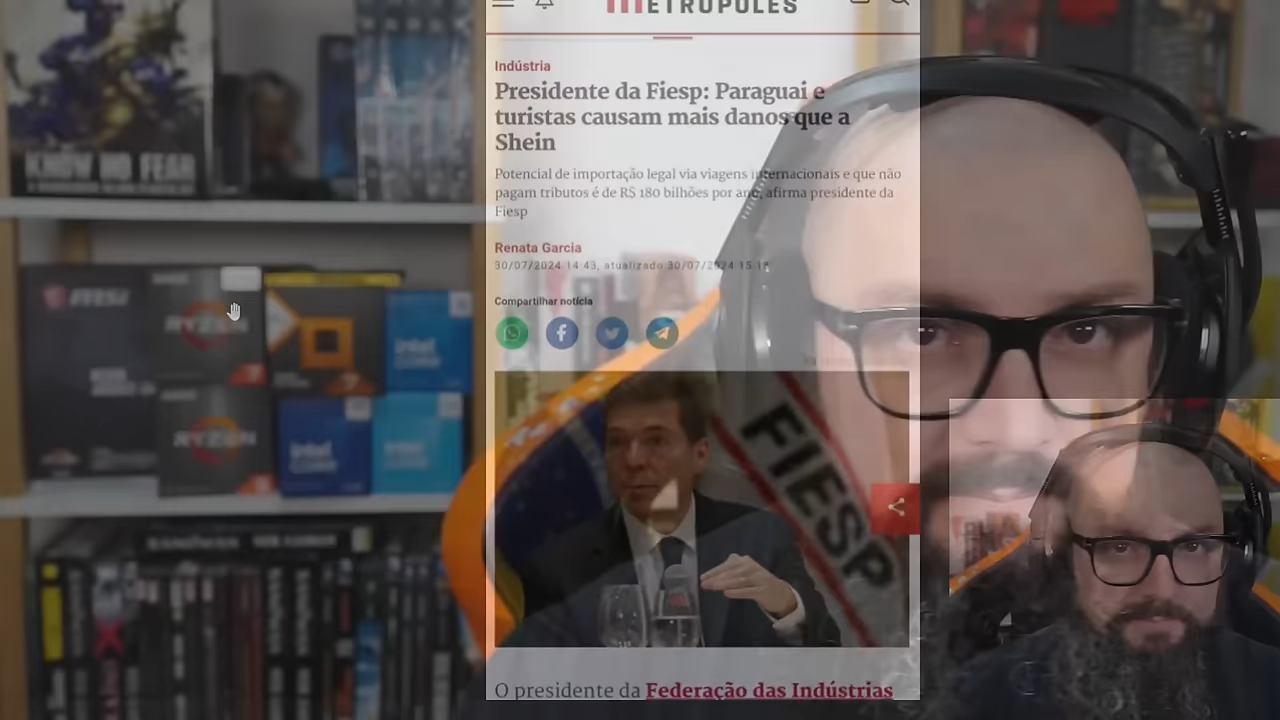 METRÓPOLES
Indústria
Presidente da Fiesp: Paraguai e
turistas causam mais danos que a
Shein
Potencial de importação legal via viagens internacionais e que não
pagam tributos é de R$ 180 bilhões por ano, afirma presidente da
Fiesp
Renata Garcia
30/07/2024 14:43, atualizado 30/07/2024 15:18
Compartilhar notícia
FIESP
O presidente da Federação das Indústrias
KNOW NO FEAR
msi
RYZEN
intel
RYZEN
intel
CORE
intel
CORE